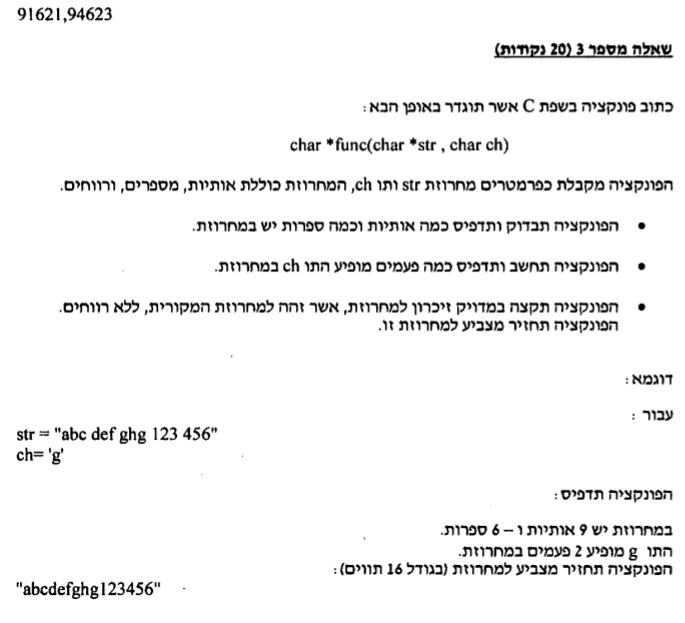 91621,94623
שאלה מספר 3 (20 נקודות)
כתוב פונקציה בשפת C אשר תוגדר באופן הבא :
char *func(char *str , char ch)
הפונקציה מקבלת כפרמטרים מחרוזת str ותו ch, המחרוזת כוללת אותיות, מספרים, ורווחים.
• הפונקציה תבדוק ותדפיס כמה אותיות וכמה ספרות יש במחרוזת.
• הפונקציה תחשב ותדפיס כמה פעמים מופיע התו ch במחרוזת.
• הפונקציה תקצה במדויק זיכרון למחרוזת, אשר זהה למחרוזת המקורית, ללא רווחים.
הפונקציה תחזיר מצביע למחרוזת זו.
דוגמא :
עבור :
str = "abc def ghg 123 456"
ch= 'g'
הפונקציה תדפיס :
במחרוזת יש 9 אותיות ו – 6 ספרות.
התו g מופיע 2 פעמים במחרוזת.
הפונקציה תחזיר מצביע למחרוזת (בגודל 16 תווים) :
"abcdefghg123456"